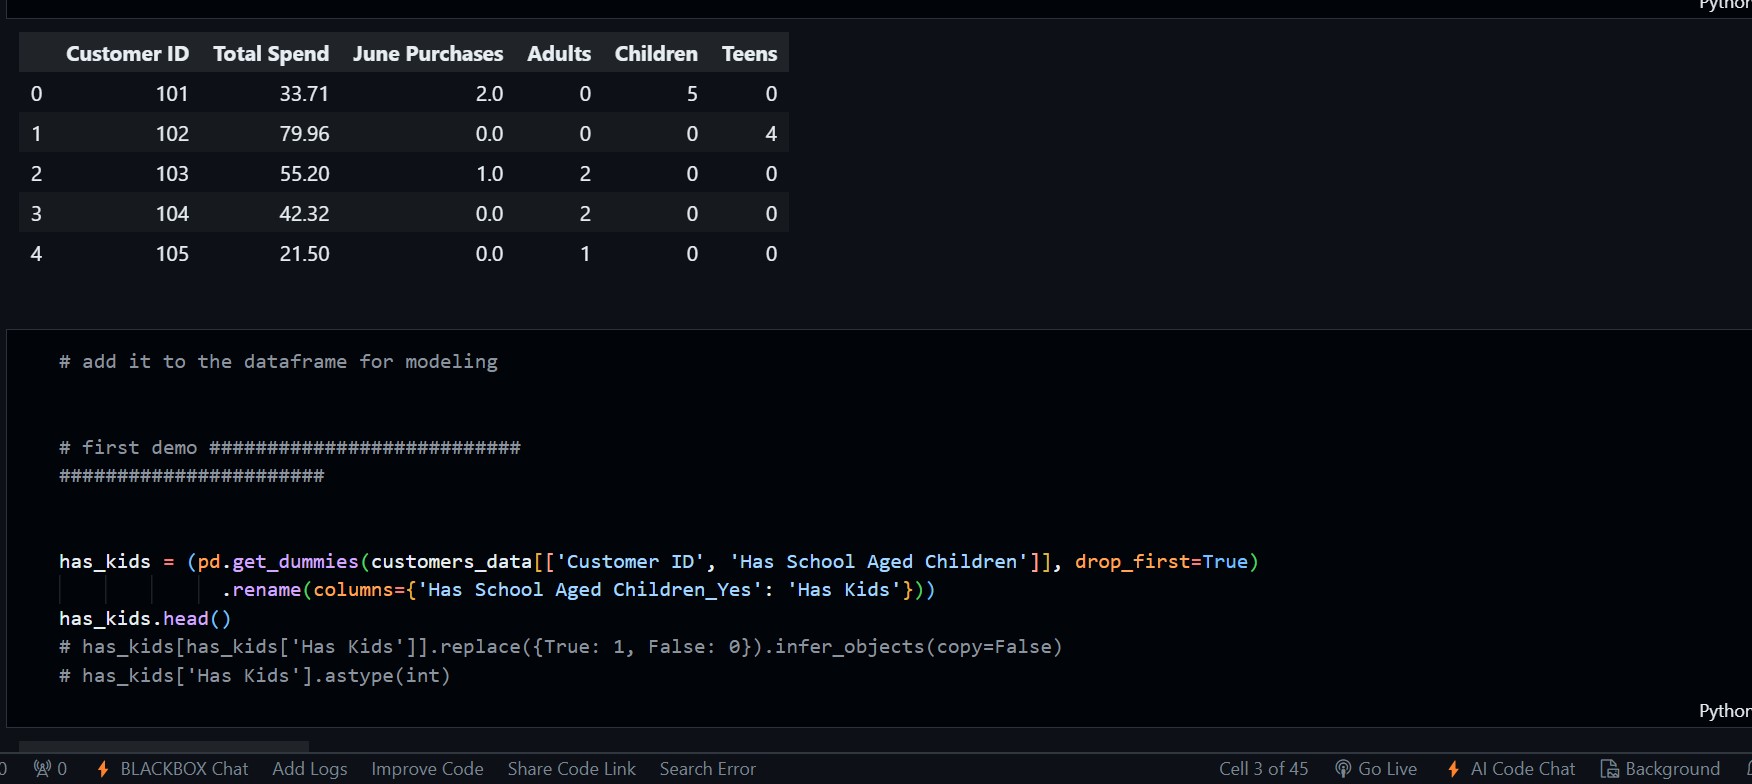 Python
Customer ID Total Spend June Purchases Adults Children Teens
0 101 33.71 2.0 0 5 0
1 102 79.96 0.0 0 0 4
2 103 55.20 1.0 2 0 0
3 104 42.32 0.0 2 0 0
4 105 21.50 0.0 1 0 0
# add it to the dataframe for modeling
# first demo ###########################
#######################
has_kids = (pd.get_dummies(customers_data[['Customer ID', 'Has School Aged Children']], drop_first=True)
.rename(columns={'Has School Aged Children_Yes': 'Has Kids'}))
has_kids.head()
# has_kids[has_kids['Has Kids']].replace({True: 1, False: 0}).infer_objects(copy=False)
# has_kids['Has Kids'].astype(int)
Python
0 0 BLACKBOX Chat Add Logs Improve Code Share Code Link Search Error Cell 3 of 45 Go Live AI Code Chat Background